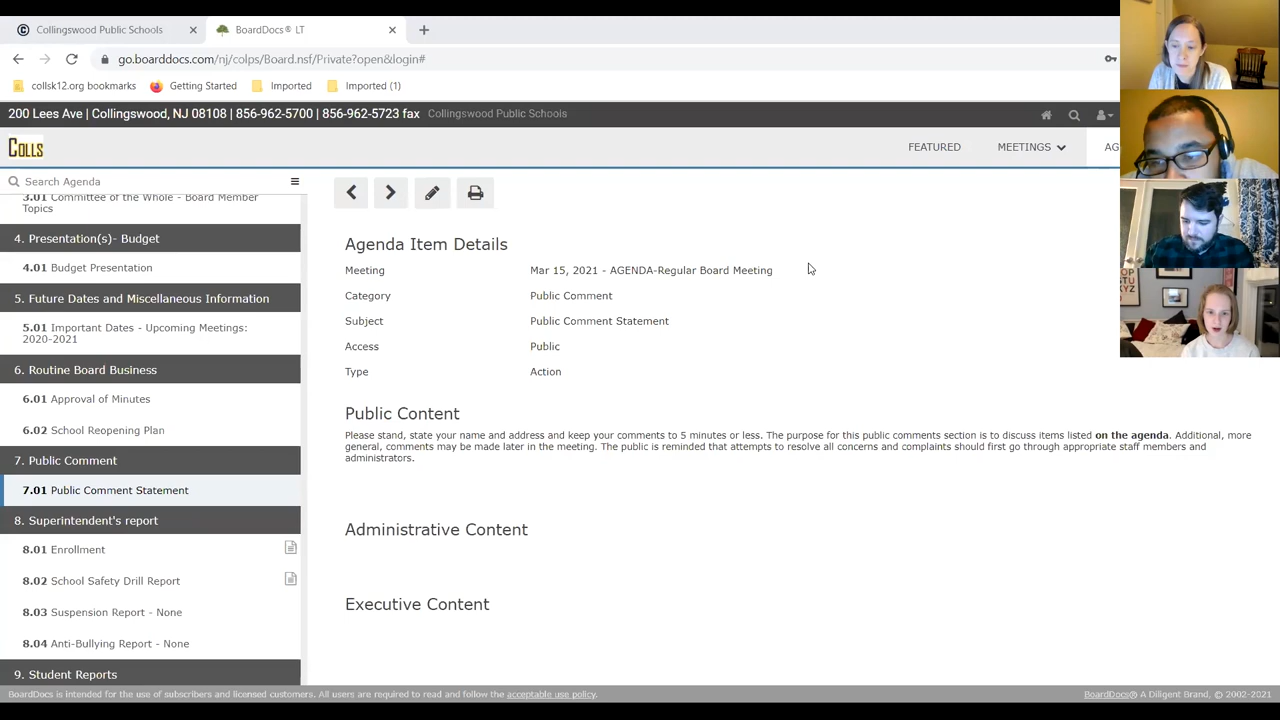 Collingswood Public Schools
BoardDocs® LT
go.boarddocs.com/nj/colps/Board.nsf/Private?open&login#
collsk12.org bookmarks
Getting Started
Imported
Imported (1)
200 Lees Ave | Collingswood, NJ 08108 | 856-962-5700 | 856-962-5723 fax
Collingswood Public Schools
COLLS
FEATURED
MEETINGS
AG
Search Agenda
3.01 Committee of the Whole - Board Member
Topics
4. Presentation(s)- Budget
4.01 Budget Presentation
5. Future Dates and Miscellaneous Information
5.01 Important Dates - Upcoming Meetings:
2020-2021
6. Routine Board Business
6.01 Approval of Minutes
6.02 School Reopening Plan
7. Public Comment
7.01 Public Comment Statement
8. Superintendent's report
8.01 Enrollment
8.02 School Safety Drill Report
8.03 Suspension Report - None
8.04 Anti-Bullying Report - None
9. Student Reports
Agenda Item Details
Meeting
Mar 15, 2021 - AGENDA-Regular Board Meeting
Category
Public Comment
Subject
Public Comment Statement
Access
Public
Type
Action
Public Content
Please stand, state your name and address and keep your comments to 5 minutes or less. The purpose for this public comments section is to discuss items listed on the agenda. Additional, more
general, comments may be made later in the meeting. The public is reminded that attempts to resolve all concerns and complaints should first go through appropriate staff members and
administrators.
Administrative Content
Executive Content
BoardDocs is intended for the use of subscribers and licensed customers. All users are required to read and follow the acceptable use policy.
BoardDocs® A Diligent Brand, © 2002-2021